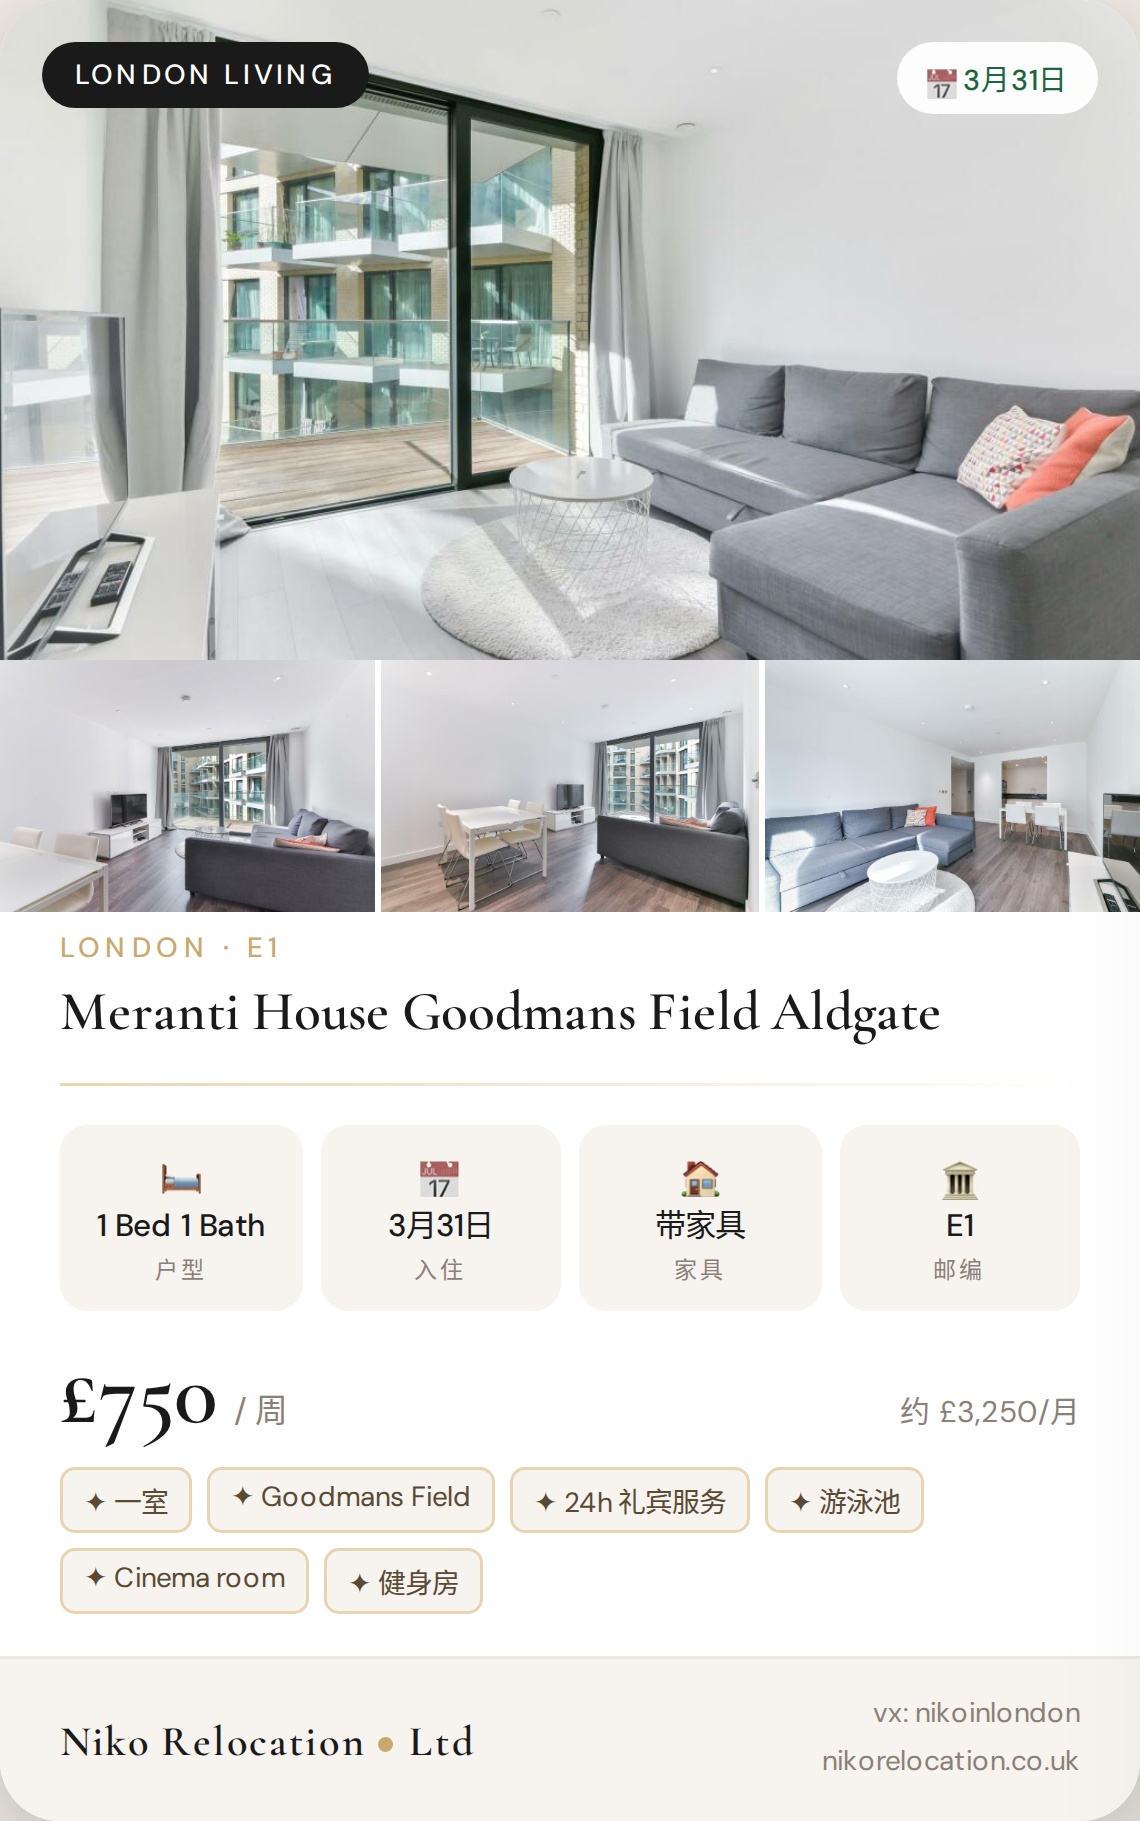 LONDON LIVING
3月31日
LONDON · E1
Meranti House Goodmans Field Aldgate
1 Bed 1 Bath
户型
3月31日
入住
带家具
家具
E1
邮编
£750 / 周
约 £3,250/月
✦ 一室
✦ Goodmans Field
✦ 24h 礼宾服务
✦ 游泳池
✦ Cinema room
✦ 健身房
Niko Relocation • Ltd
vx: nikoinlondon
nikorelocation.co.uk